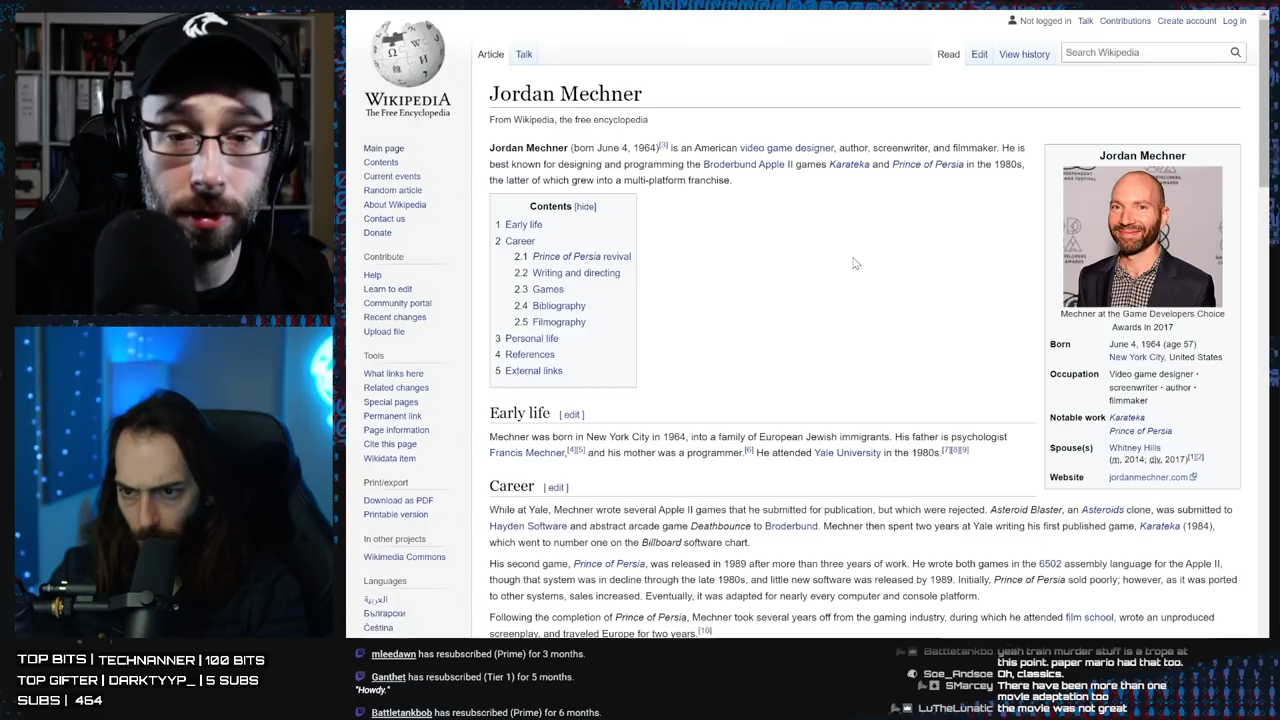 Not logged in Talk Contributions Create account Log in
Article Talk
Read Edit View history
Search Wikipedia
WIKIPEDIA
The Free Encyclopedia
Main page
Contents
Current events
Random article
About Wikipedia
Contact us
Donate
Contribute
Help
Learn to edit
Community portal
Recent changes
Upload file
Tools
What links here
Related changes
Special pages
Permanent link
Page information
Cite this page
Wikidata item
Print/export
Download as PDF
Printable version
In other projects
Wikimedia Commons
Languages
العربية
Български
Čeština
Jordan Mechner
From Wikipedia, the free encyclopedia
Jordan Mechner (born June 4, 1964)[3] is an American video game designer, author, screenwriter, and filmmaker. He is
best known for designing and programming the Broderbund Apple II games Karateka and Prince of Persia in the 1980s,
the latter of which grew into a multi-platform franchise.
Contents [hide]
1 Early life
2 Career
2.1 Prince of Persia revival
2.2 Writing and directing
2.3 Games
2.4 Bibliography
2.5 Filmography
3 Personal life
4 References
5 External links
Jordan Mechner
Mechner at the Game Developers Choice
Awards in 2017
Born June 4, 1964 (age 57)
New York City, United States
Occupation Video game designer ·
screenwriter · author ·
filmmaker
Notable work Karateka
Prince of Persia
Spouse(s) Whitney Hills
(m. 2014; div. 2017)[1][2]
Website jordanmechner.com
Early life [ edit ]
Mechner was born in New York City in 1964, into a family of European Jewish immigrants. His father is psychologist
Francis Mechner,[4][5] and his mother was a programmer.[6] He attended Yale University in the 1980s.[7][8][9]
Career [ edit ]
While at Yale, Mechner wrote several Apple II games that he submitted for publication, but which were rejected. Asteroid Blaster, an Asteroids clone, was submitted to
Hayden Software and abstract arcade game Deathbounce to Broderbund. Mechner then spent two years at Yale writing his first published game, Karateka (1984),
which went to number one on the Billboard software chart.
His second game, Prince of Persia, was released in 1989 after more than three years of work. He wrote both games in the 6502 assembly language for the Apple II,
though that system was in decline through the late 1980s, and little new software was released by 1989. Initially, Prince of Persia sold poorly; however, as it was ported
to other systems, sales increased. Eventually, it was adapted for nearly every computer and console platform.
Following the completion of Prince of Persia, Mechner took several years off from the gaming industry, during which he attended film school, wrote an unproduced
screenplay, and traveled Europe for two years.[10]
TOP BITS | TECHNANNER | 100 BITS
TOP GIFTER | DARKTYYP_ | 5 SUBS
SUBS | 464
mleedawn has resubscribed (Prime) for 3 months.
Ganthet has resubscribed (Tier 1) for 5 months.
"Howdy."
Battletankbob has resubscribed (Prime) for 6 months.
Battletankbo yeah train murder stuff is a trope at
this point. paper mario had that too.
Soe_Andsoe Oh, classics.
SMarcey There have been more than one
movie adaptation too
LuTheLunatic the movie was not great